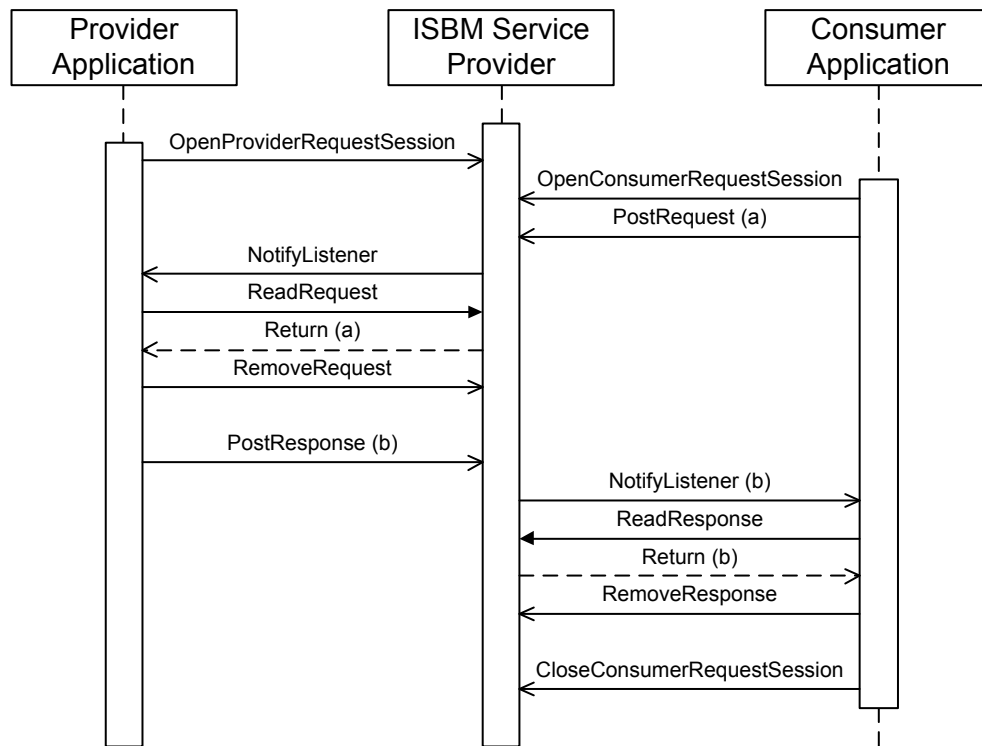 Provider
Application
ISBM Service
Provider
Consumer
Application
OpenProviderRequestSession
OpenConsumerRequestSession
PostRequest (a)
NotifyListener
ReadRequest
Return (a)
RemoveRequest
PostResponse (b)
NotifyListener (b)
ReadResponse
Return (b)
RemoveResponse
CloseConsumerRequestSession